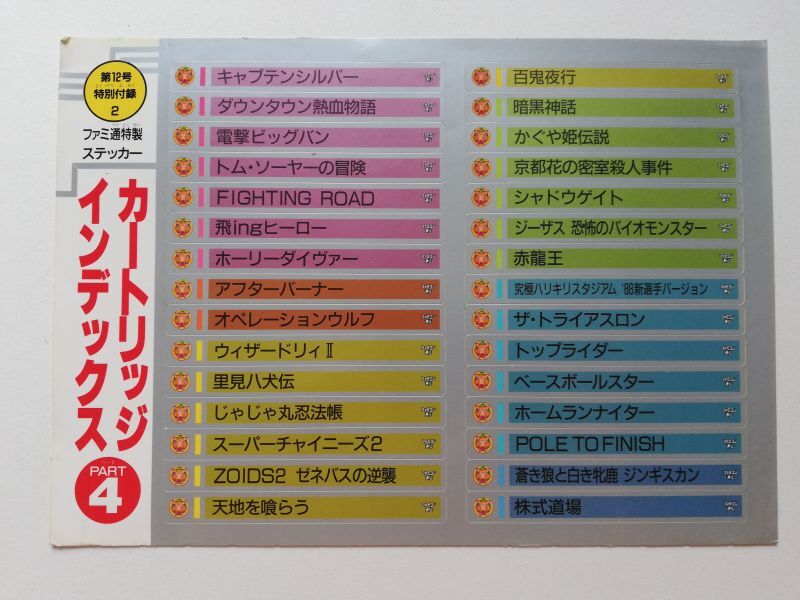 第12号
特別付録
2
ファミ通特製
ステッカー
カートリッジ
インデックス
PART
4
キャプテンシルバー
ダウンタウン熱血物語
電撃ビッグバン
トム・ソーヤーの冒険
FIGHTING ROAD
飛ingヒーロー
ホーリーダイヴァー
アフターバーナー
オペレーションウルフ
ウィザードリィⅡ
里見八犬伝
じゃじゃ丸忍法帳
スーパーチャイニーズ2
ZOIDS2 ゼネバスの逆襲
天地を喰らう
百鬼夜行
暗黒神話
かぐや姫伝説
京都花の密室殺人事件
シャドウゲイト
ジーザス 恐怖のバイオモンスター
赤龍王
究極ハリキリスタジアム '88新選手バージョン
ザ・トライアスロン
トップライダー
ベースボールスター
ホームランナイター
POLE TO FINISH
蒼き狼と白き牝鹿 ジンギスカン
株式道場